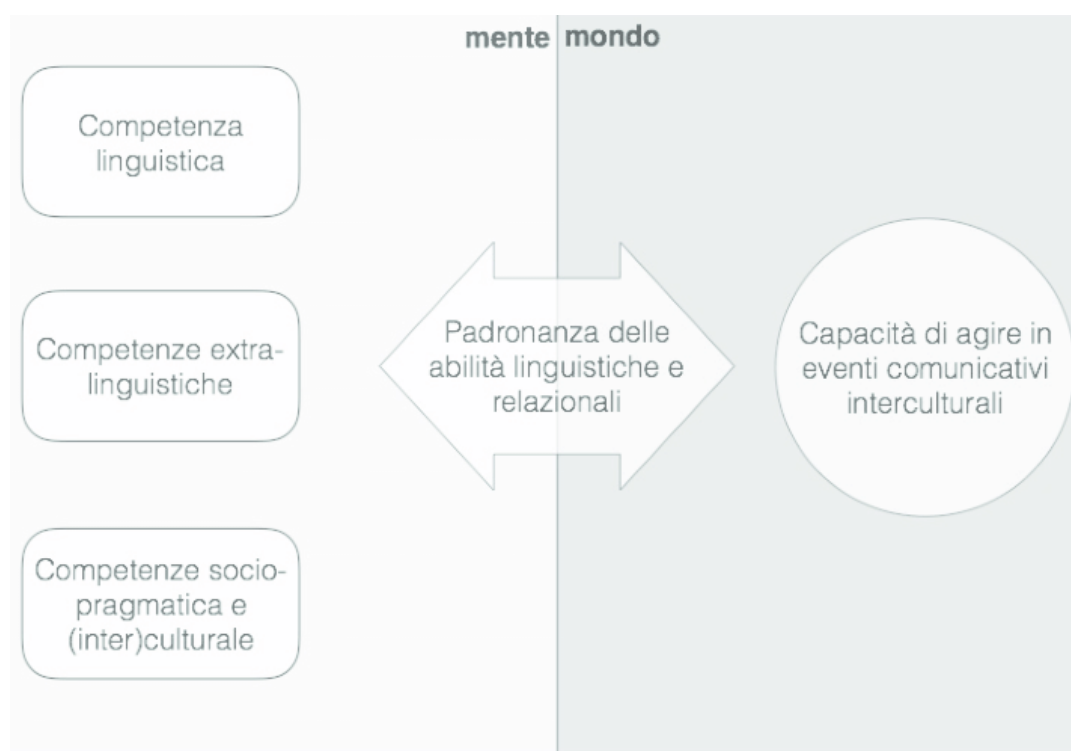 mente mondo
Competenza
linguistica
Competenze extra-
linguistiche
Competenze socio-
pragmatica e
(inter)culturale
Padronanza delle
abilità linguistiche e
relazionali
Capacità di agire in
eventi comunicativi
interculturali